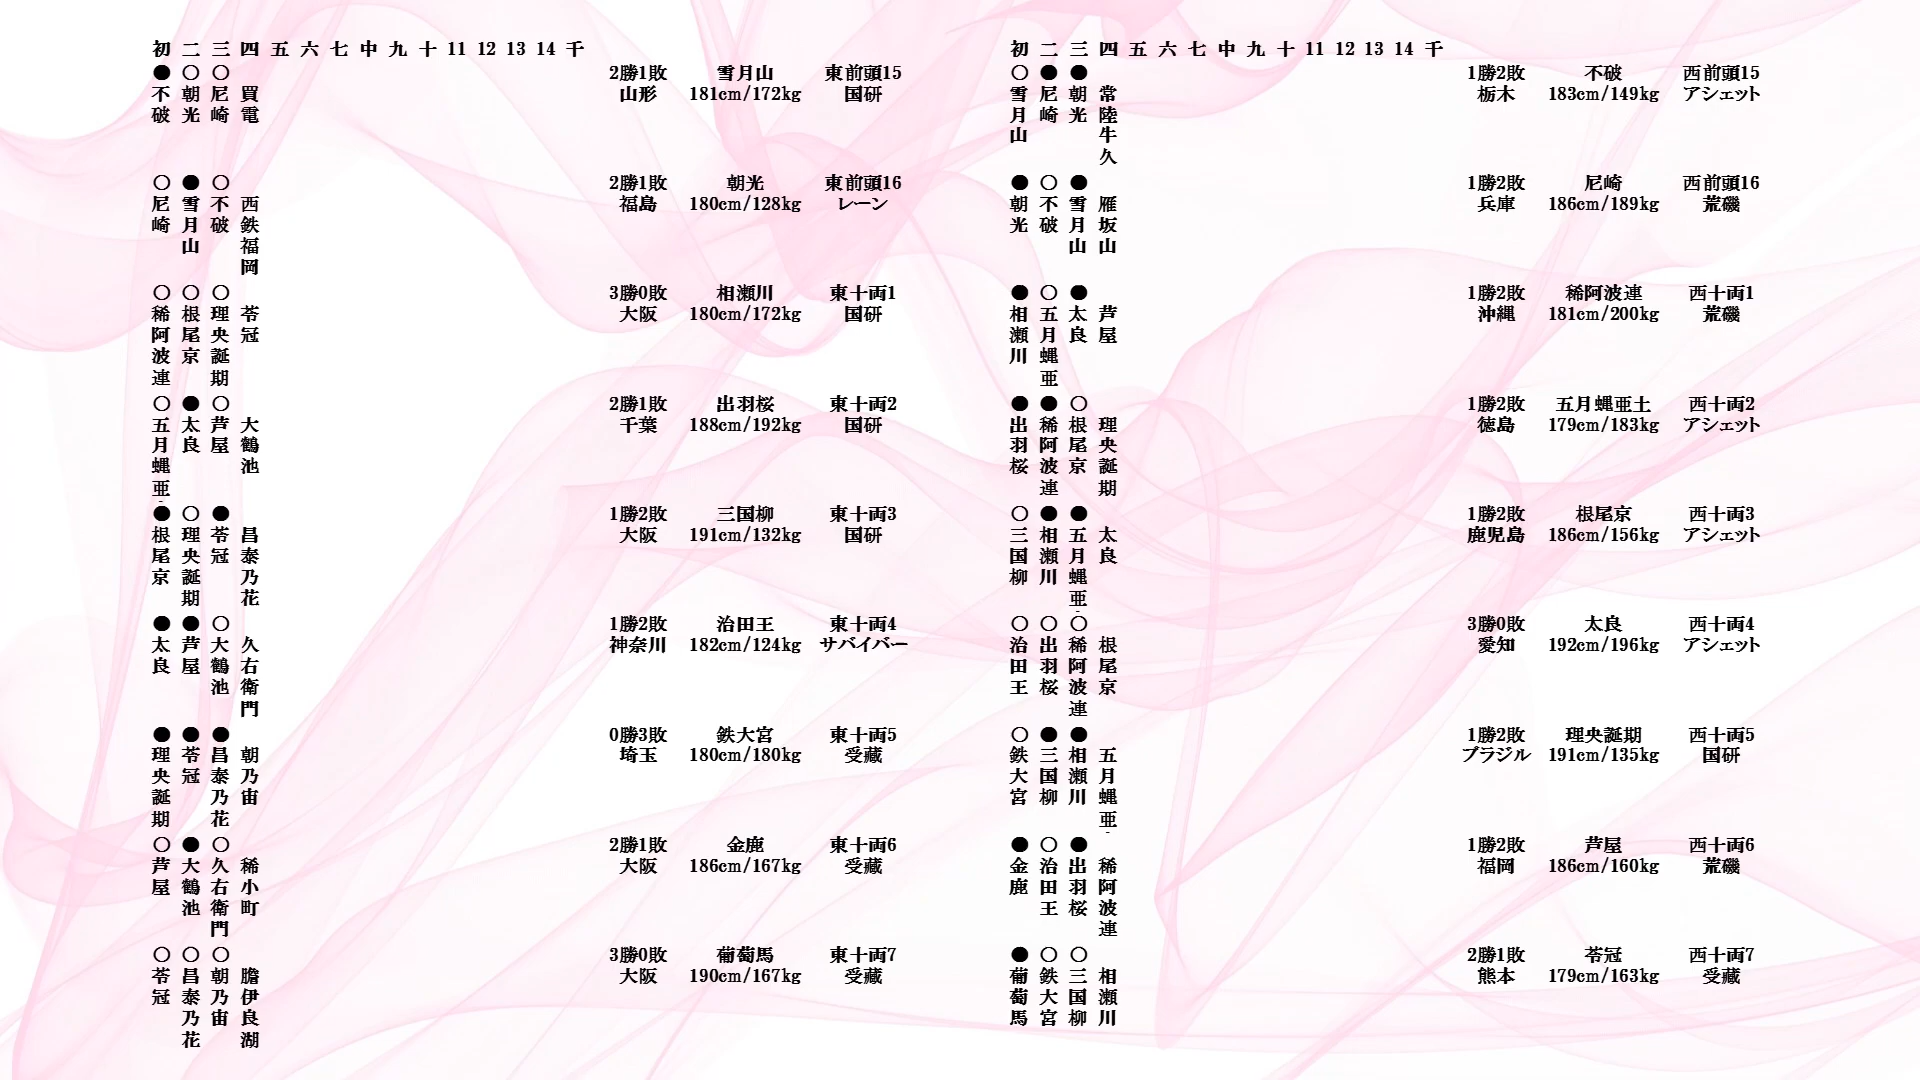 初 二 三 四 五 六 七 中 九 十 11 12 13 14 千
●不破 ○朝光 ○尼崎 買電
2勝1敗 雪月山 東前頭15
山形 181cm/172kg 国研
○尼崎 ●雪月山 ○不破 西鉄福岡
2勝1敗 朝光 東前頭16
福島 180cm/128kg レーン
○稀阿波連 ○根尾京 ○理央誕期 苓冠
3勝0敗 相瀬川 東十両1
大阪 180cm/172kg 国研
○五月蝿亜 ●太良 ○芦屋 大鶴池
2勝1敗 出羽桜 東十両2
千葉 188cm/192kg 国研
●根尾京 ○理央誕期 ●苓冠 昌泰乃花
1勝2敗 三国柳 東十両3
大阪 191cm/132kg 国研
●太良 ●芦屋 ○大鶴池 久右衛門
1勝2敗 治田王 東十両4
神奈川 182cm/124kg サバイバー
●理央誕期 ●苓冠 ●昌泰乃花 朝乃宙
0勝3敗 鉄大宮 東十両5
埼玉 180cm/180kg 受蔵
○芦屋 ●大鶴池 ○久右衛門 稀小町
2勝1敗 金鹿 東十両6
大阪 186cm/167kg 受蔵
○苓冠 ○昌泰乃花 ○朝乃宙 膽伊良湖
3勝0敗 葡萄馬 東十両7
大阪 190cm/167kg 受蔵
初 二 三 四 五 六 七 中 九 十 11 12 13 14 千
○雪月山 ●尼崎 ●朝光 常陸牛久
1勝2敗 不破 西前頭15
栃木 183cm/149kg アシェット
●朝光 ○不破 ●雪月山 雁坂山
1勝2敗 尼崎 西前頭16
兵庫 186cm/189kg 荒磯
●相瀬川 ○五月蝿亜 ●太良 芦屋
1勝2敗 稀阿波連 西十両1
沖縄 181cm/200kg 荒磯
●出羽桜 ●稀阿波連 ○根尾京 理央誕期
1勝2敗 五月蝿亜土 西十両2
徳島 179cm/183kg アシェット
○三国柳 ●相瀬川 ●五月蝿亜 太良
1勝2敗 根尾京 西十両3
鹿児島 186cm/156kg アシェット
○治田王 ○出羽桜 ○稀阿波連 根尾京
3勝0敗 太良 西十両4
愛知 192cm/196kg アシェット
○鉄大宮 ●三国柳 ●相瀬川 五月蝿亜
1勝2敗 理央誕期 西十両5
ブラジル 191cm/135kg 国研
●金鹿 ○治田王 ●出羽桜 稀阿波連
1勝2敗 芦屋 西十両6
福岡 186cm/160kg 荒磯
●葡萄馬 ○鉄大宮 ○三国柳 相瀬川
2勝1敗 苓冠 西十両7
熊本 179cm/163kg 受蔵